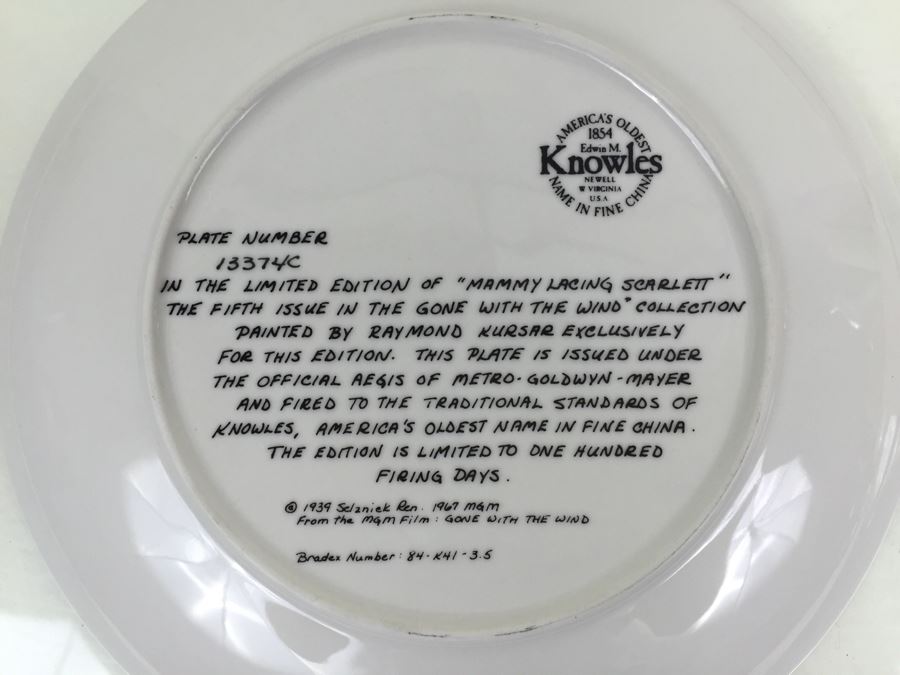 AMERICA'S OLDEST
1854
Edwin M.
Knowles
NEWELL
W VIRGINIA
U.S.A
NAME IN FINE CHINA
PLATE NUMBER
13374C
IN THE LIMITED EDITION OF "MAMMY LACING SCARLETT"
THE FIFTH ISSUE IN THE GONE WITH THE WIND® COLLECTION
PAINTED BY RAYMOND KURSAR EXCLUSIVELY
FOR THIS EDITION. THIS PLATE IS ISSUED UNDER
THE OFFICIAL AEGIS OF METRO-GOLDWYN-MAYER
AND FIRED TO THE TRADITIONAL STANDARDS OF
KNOWLES, AMERICA'S OLDEST NAME IN FINE CHINA.
THE EDITION IS LIMITED TO ONE HUNDRED
FIRING DAYS.
© 1939 Selznick Ren. 1967 MGM
From the MGM Film: GONE WITH THE WIND
Bradex Number: 84-K41-3.5